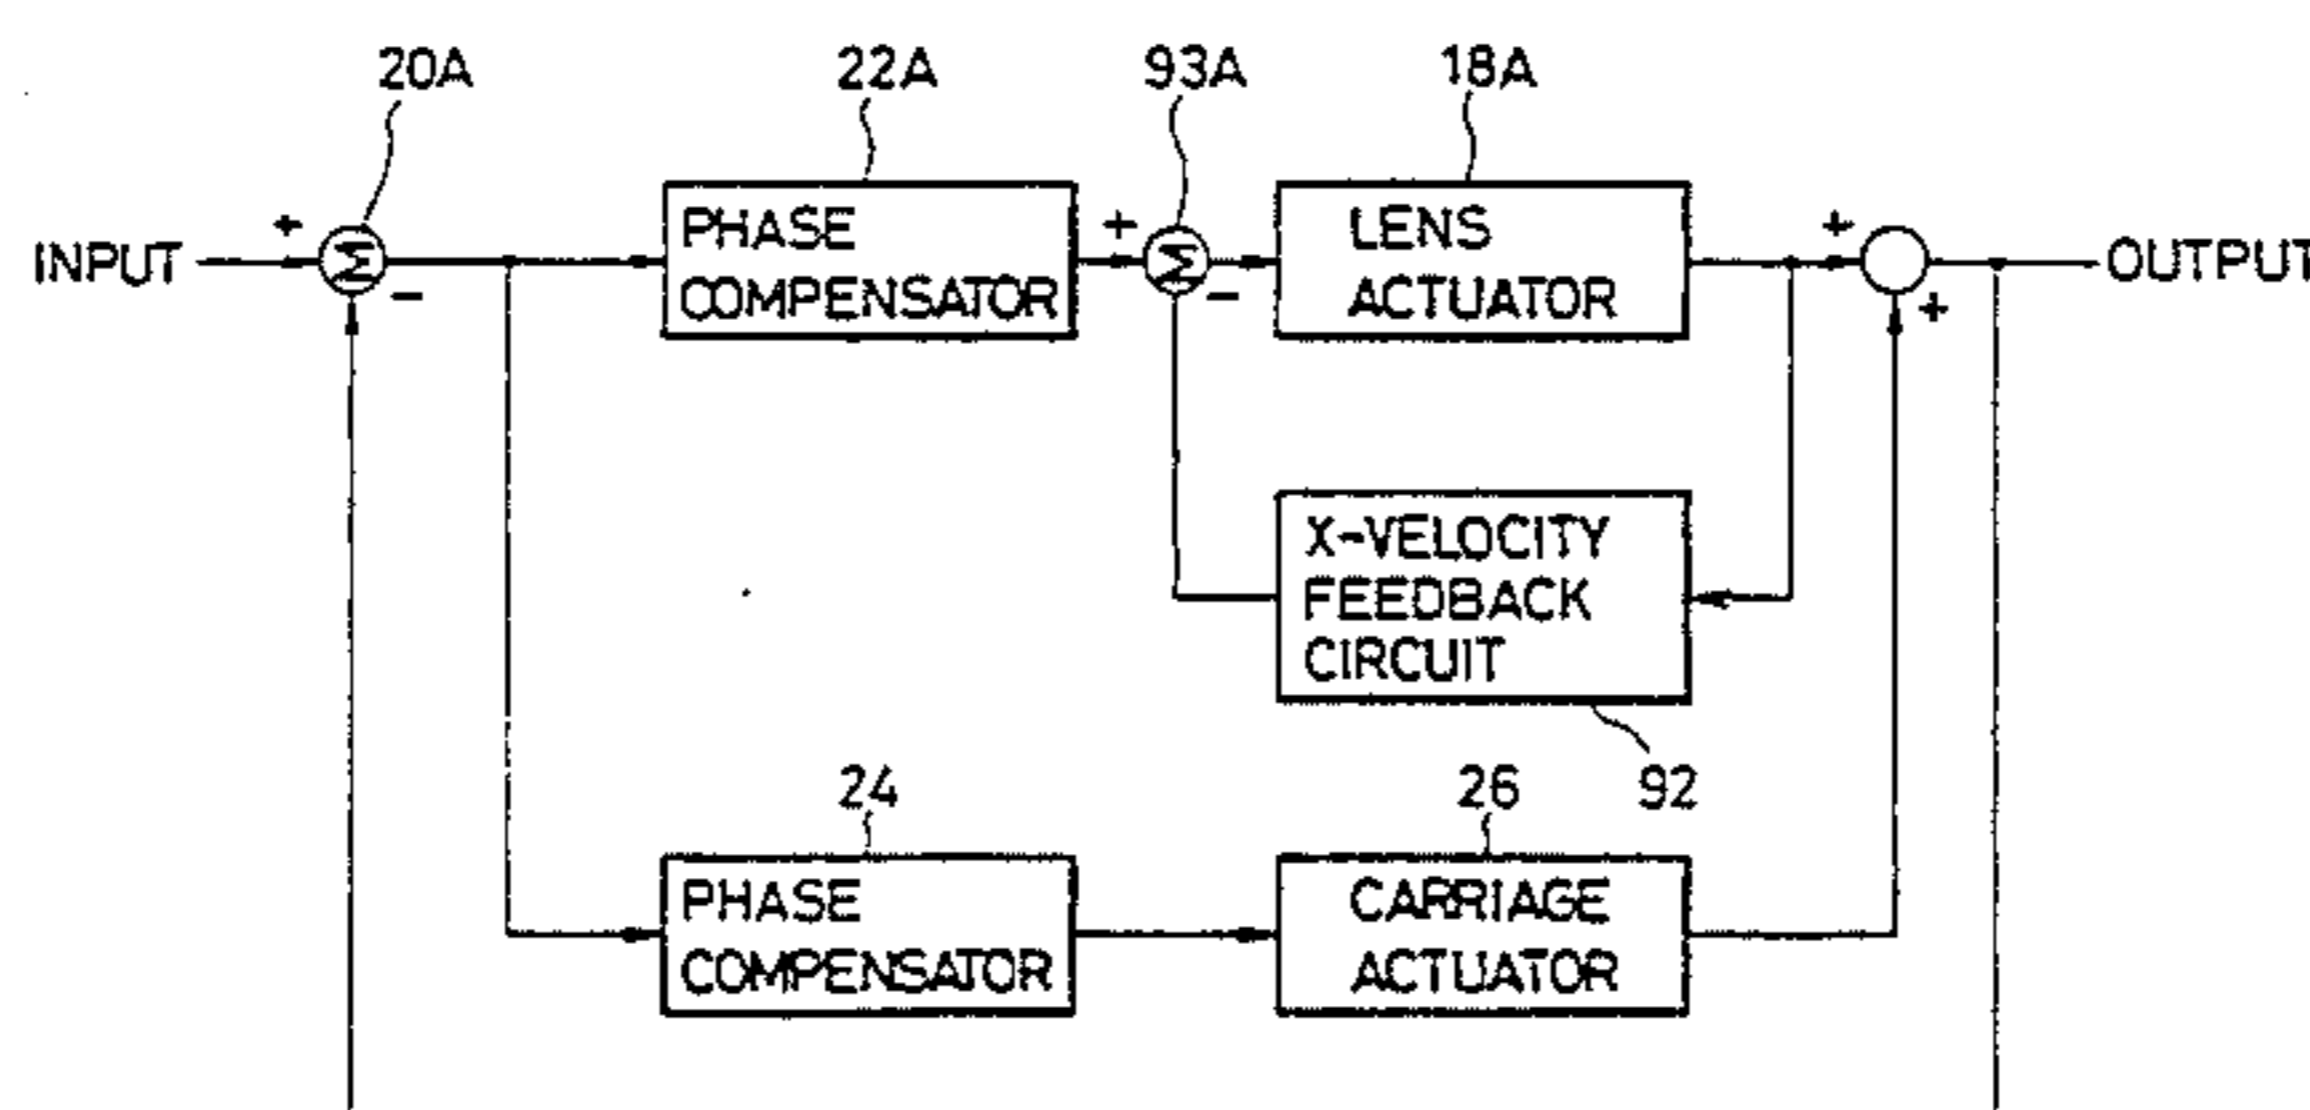 20A 22A 93A 18A
+ + +
INPUT Σ PHASE Σ LENS OUTPUT
- COMPENSATOR - ACTUATOR +
X-VELOCITY
FEEDBACK
CIRCUIT
24 26 92
PHASE CARRIAGE
COMPENSATOR ACTUATOR